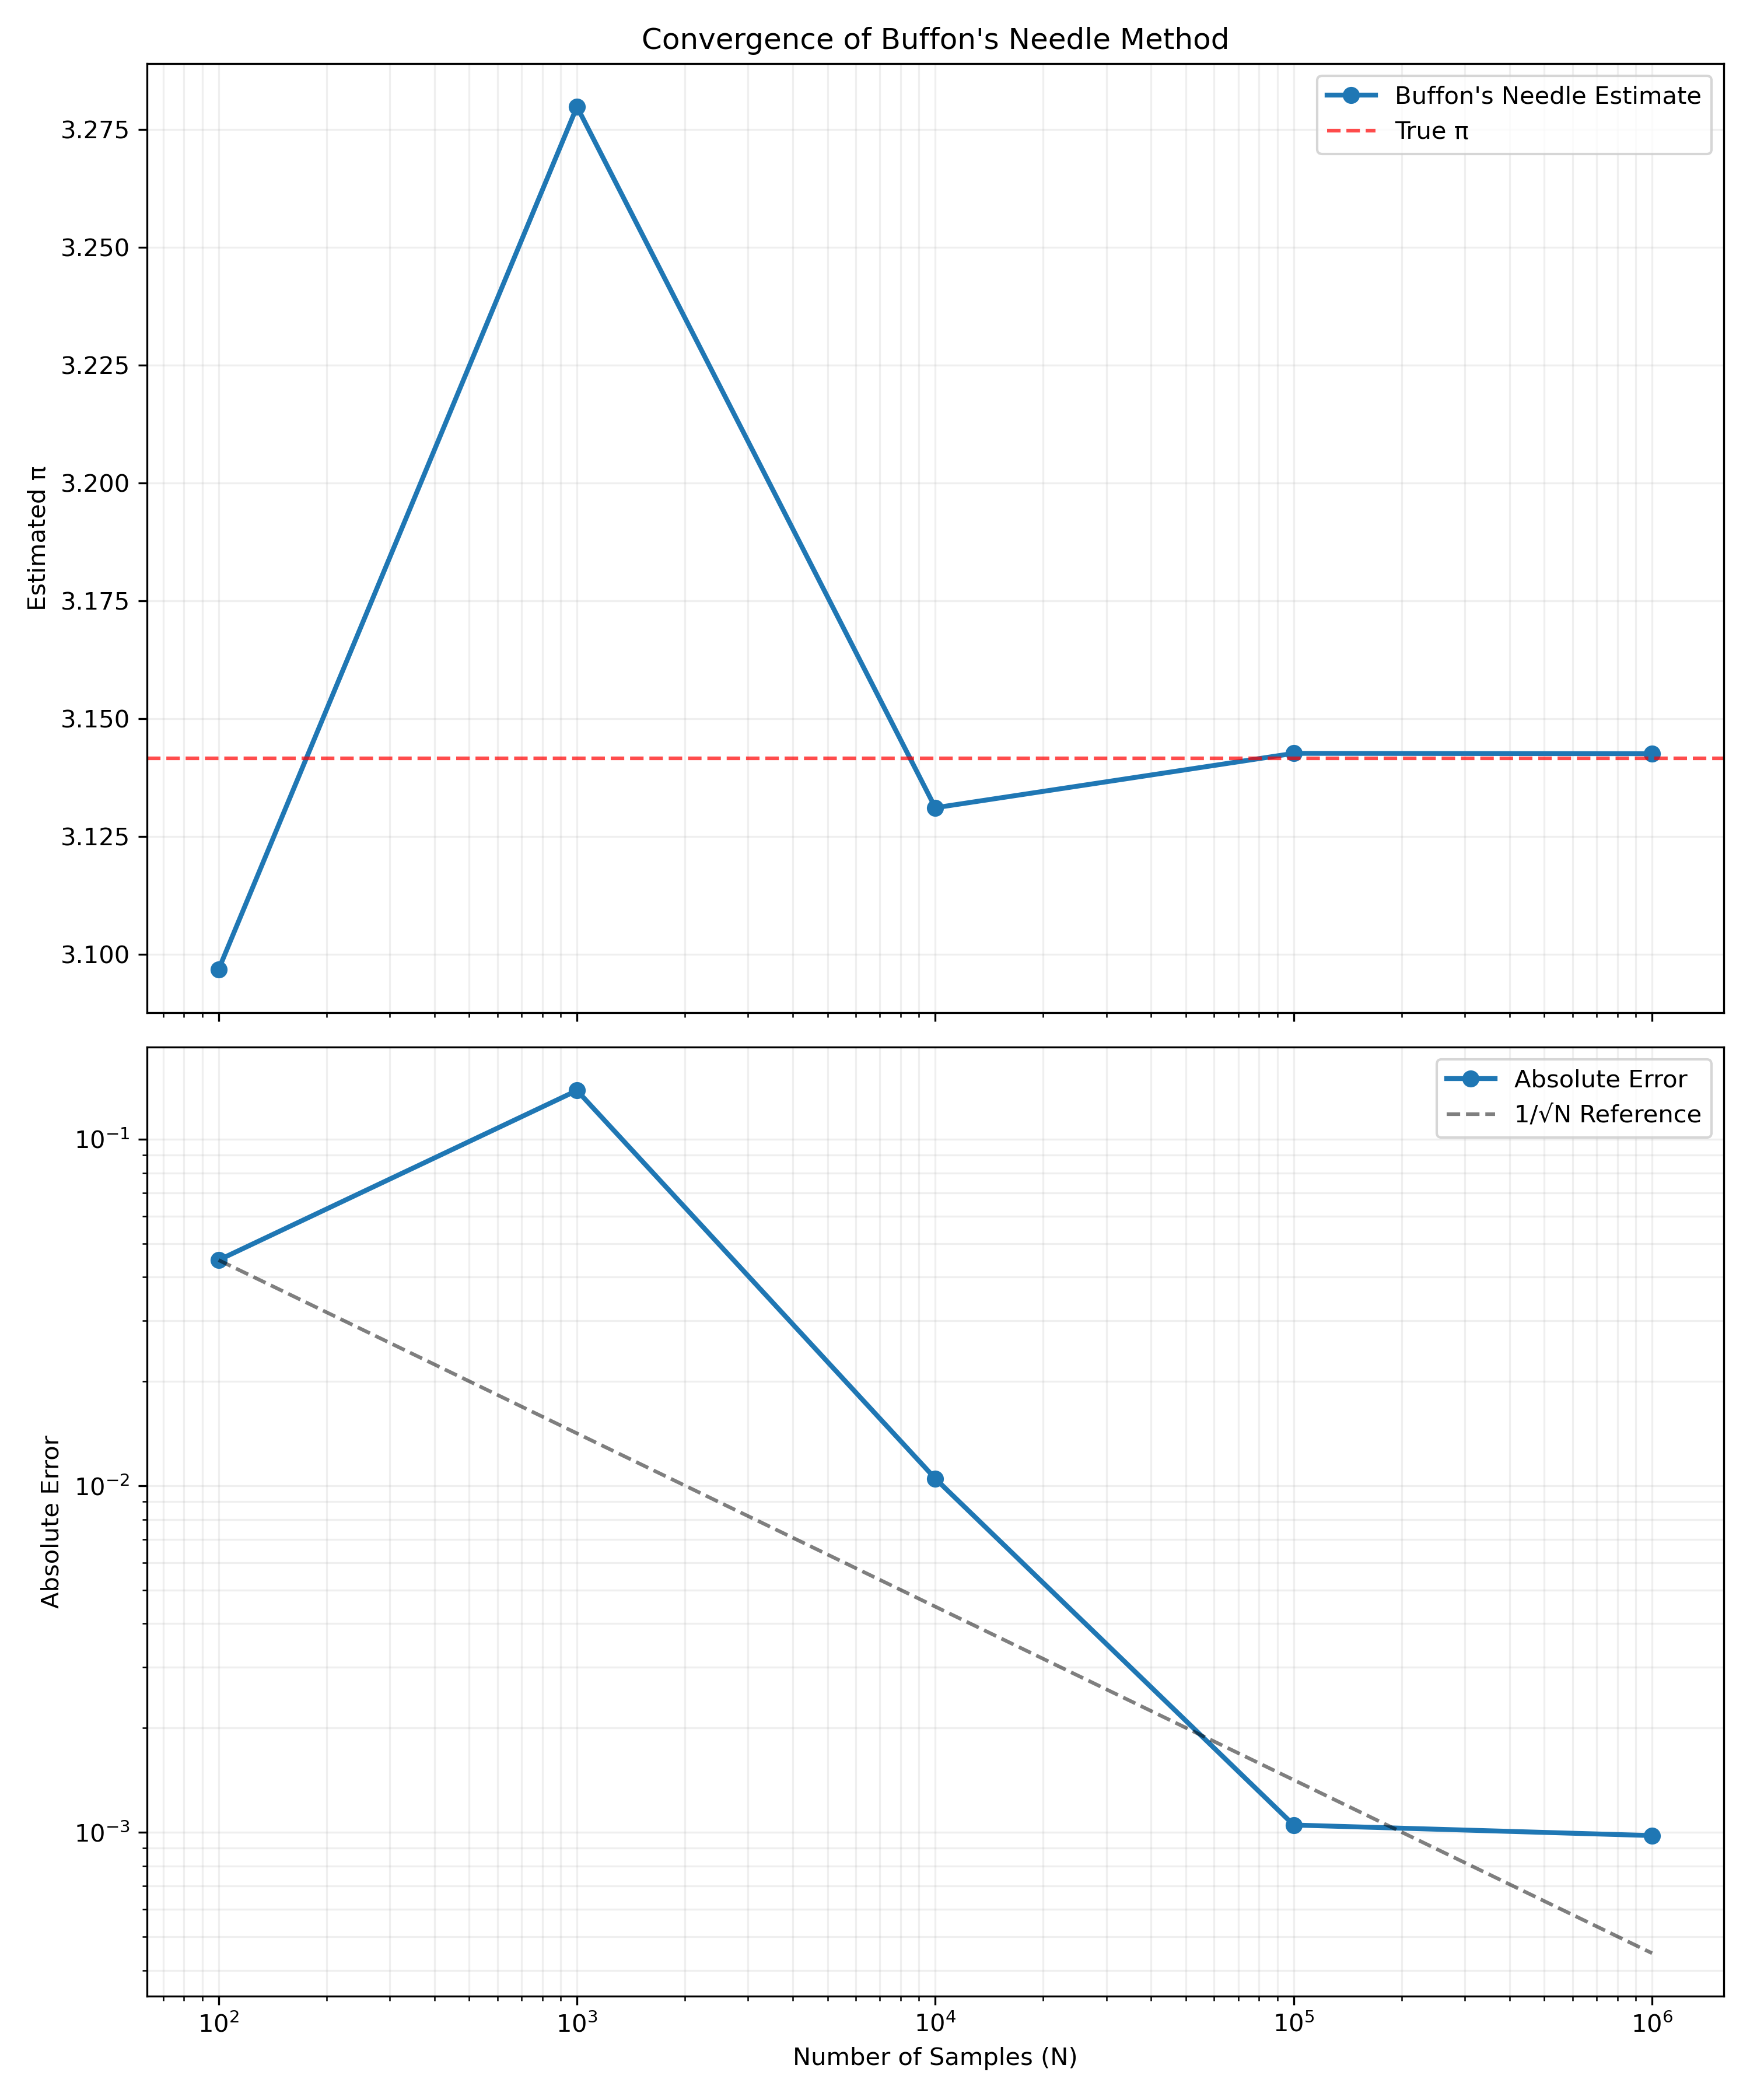 Convergence of Buffon's Needle Method
Buffon's Needle Estimate
True π
3.275
3.250
3.225
3.200
3.175
3.150
3.125
3.100
Estimated π
Absolute Error
1/√N Reference
10⁻¹
10⁻²
10⁻³
Absolute Error
10² 10³ 10⁴ 10⁵ 10⁶
Number of Samples (N)